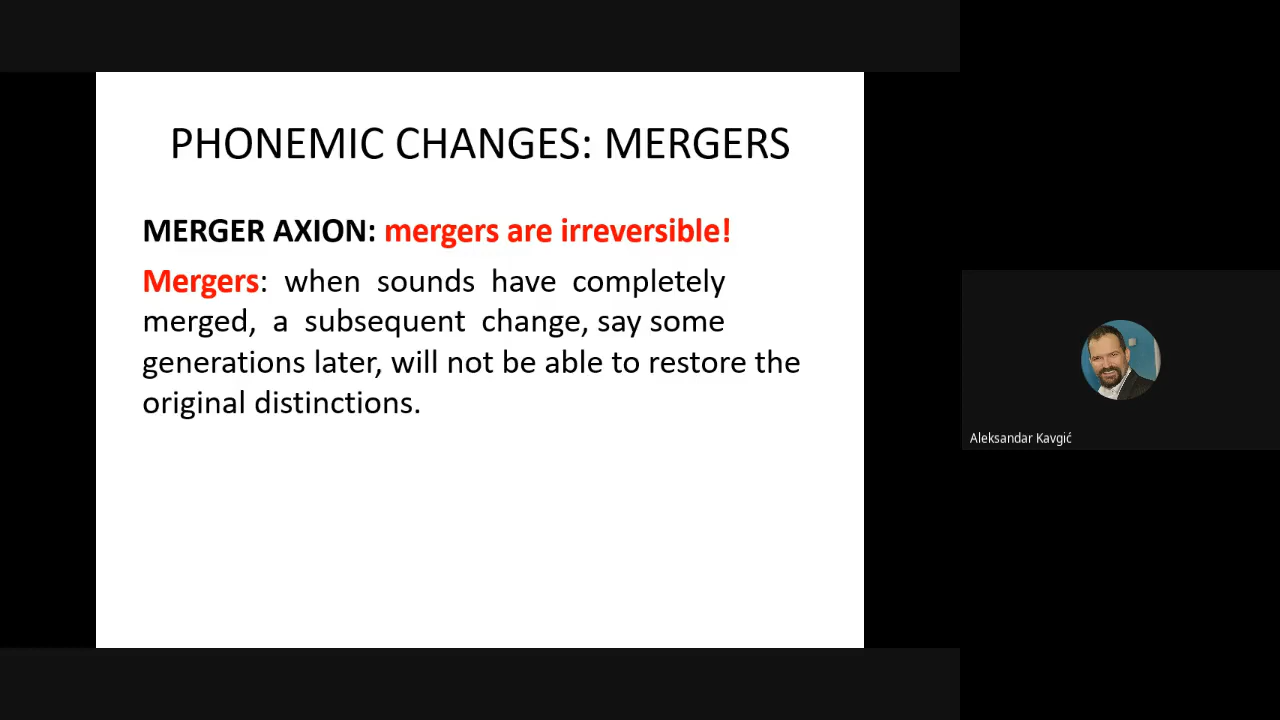 PHONEMIC CHANGES: MERGERS
MERGER AXION: mergers are irreversible!
Mergers: when sounds have completely
merged, a subsequent change, say some
generations later, will not be able to restore the
original distinctions.
Aleksandar Kavgić